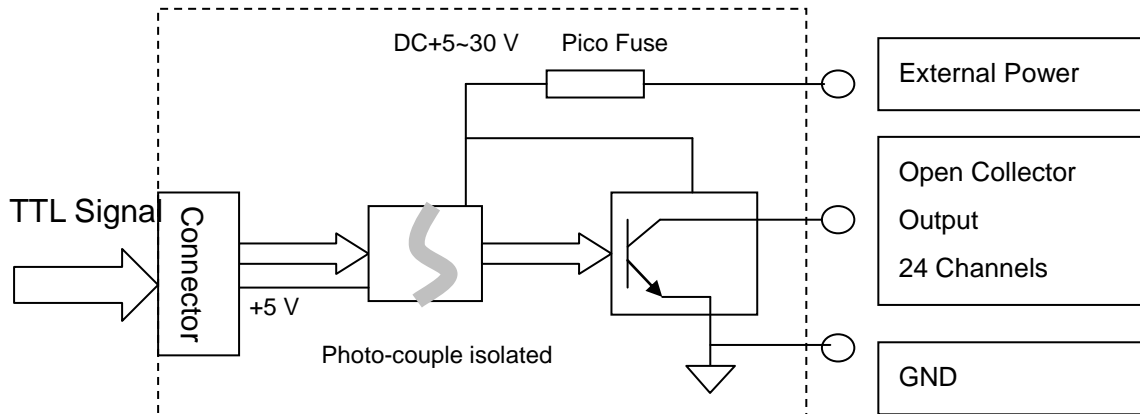 DC+5~30 V
Pico Fuse
External Power
TTL Signal
Connector
+5 V
Photo-couple isolated
Open Collector
Output
24 Channels
GND